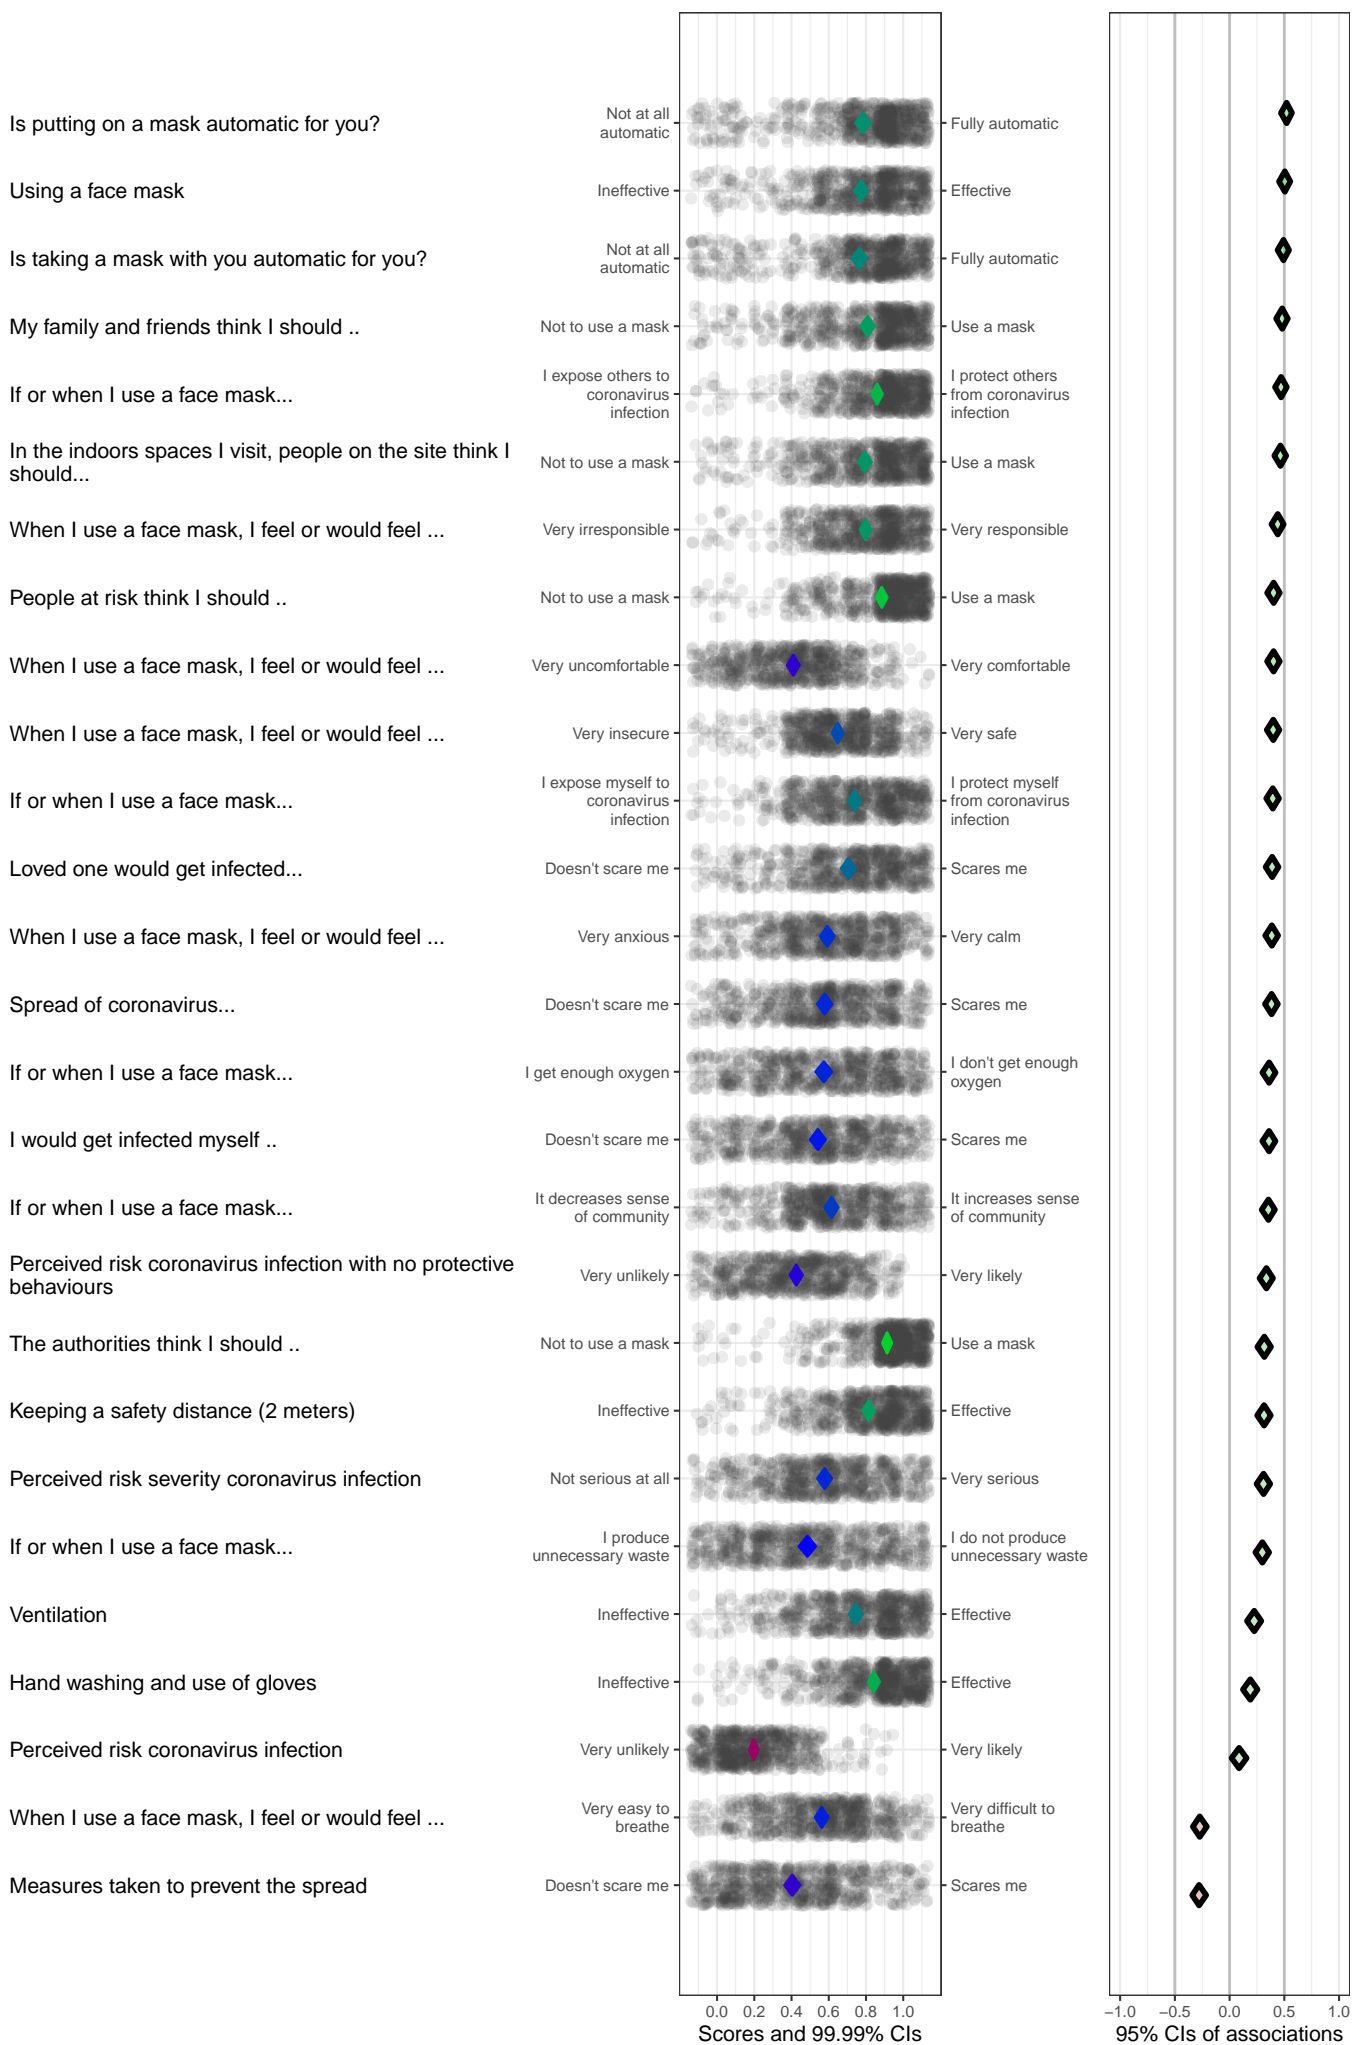 Is putting on a mask automatic for you?
Not at all
automatic
Fully automatic
Using a face mask
Ineffective
Effective
Is taking a mask with you automatic for you?
Not at all
automatic
Fully automatic
My family and friends think I should ..
Not to use a mask
Use a mask
If or when I use a face mask...
I expose others to
coronavirus
infection
I protect others
from coronavirus
infection
In the indoors spaces I visit, people on the site think I
should...
Not to use a mask
Use a mask
When I use a face mask, I feel or would feel ...
Very irresponsible
Very responsible
People at risk think I should ..
Not to use a mask
Use a mask
When I use a face mask, I feel or would feel ...
Very uncomfortable
Very comfortable
When I use a face mask, I feel or would feel ...
Very insecure
Very safe
If or when I use a face mask...
I expose myself to
coronavirus
infection
I protect myself
from coronavirus
infection
Loved one would get infected...
Doesn't scare me
Scares me
When I use a face mask, I feel or would feel ...
Very anxious
Very calm
Spread of coronavirus...
Doesn't scare me
Scares me
If or when I use a face mask...
I get enough oxygen
I don't get enough
oxygen
I would get infected myself ..
Doesn't scare me
Scares me
If or when I use a face mask...
It decreases sense
of community
It increases sense
of community
Perceived risk coronavirus infection with no protective
behaviours
Very unlikely
Very likely
The authorities think I should ..
Not to use a mask
Use a mask
Keeping a safety distance (2 meters)
Ineffective
Effective
Perceived risk severity coronavirus infection
Not serious at all
Very serious
If or when I use a face mask...
I produce
unnecessary waste
I do not produce
unnecessary waste
Ventilation
Ineffective
Effective
Hand washing and use of gloves
Ineffective
Effective
Perceived risk coronavirus infection
Very unlikely
Very likely
When I use a face mask, I feel or would feel ...
Very easy to
breathe
Very difficult to
breathe
Measures taken to prevent the spread
Doesn't scare me
Scares me
0.0 0.2 0.4 0.6 0.8 1.0
Scores and 99.99% CIs
−1.0 −0.5 0.0 0.5 1.0
95% CIs of associations